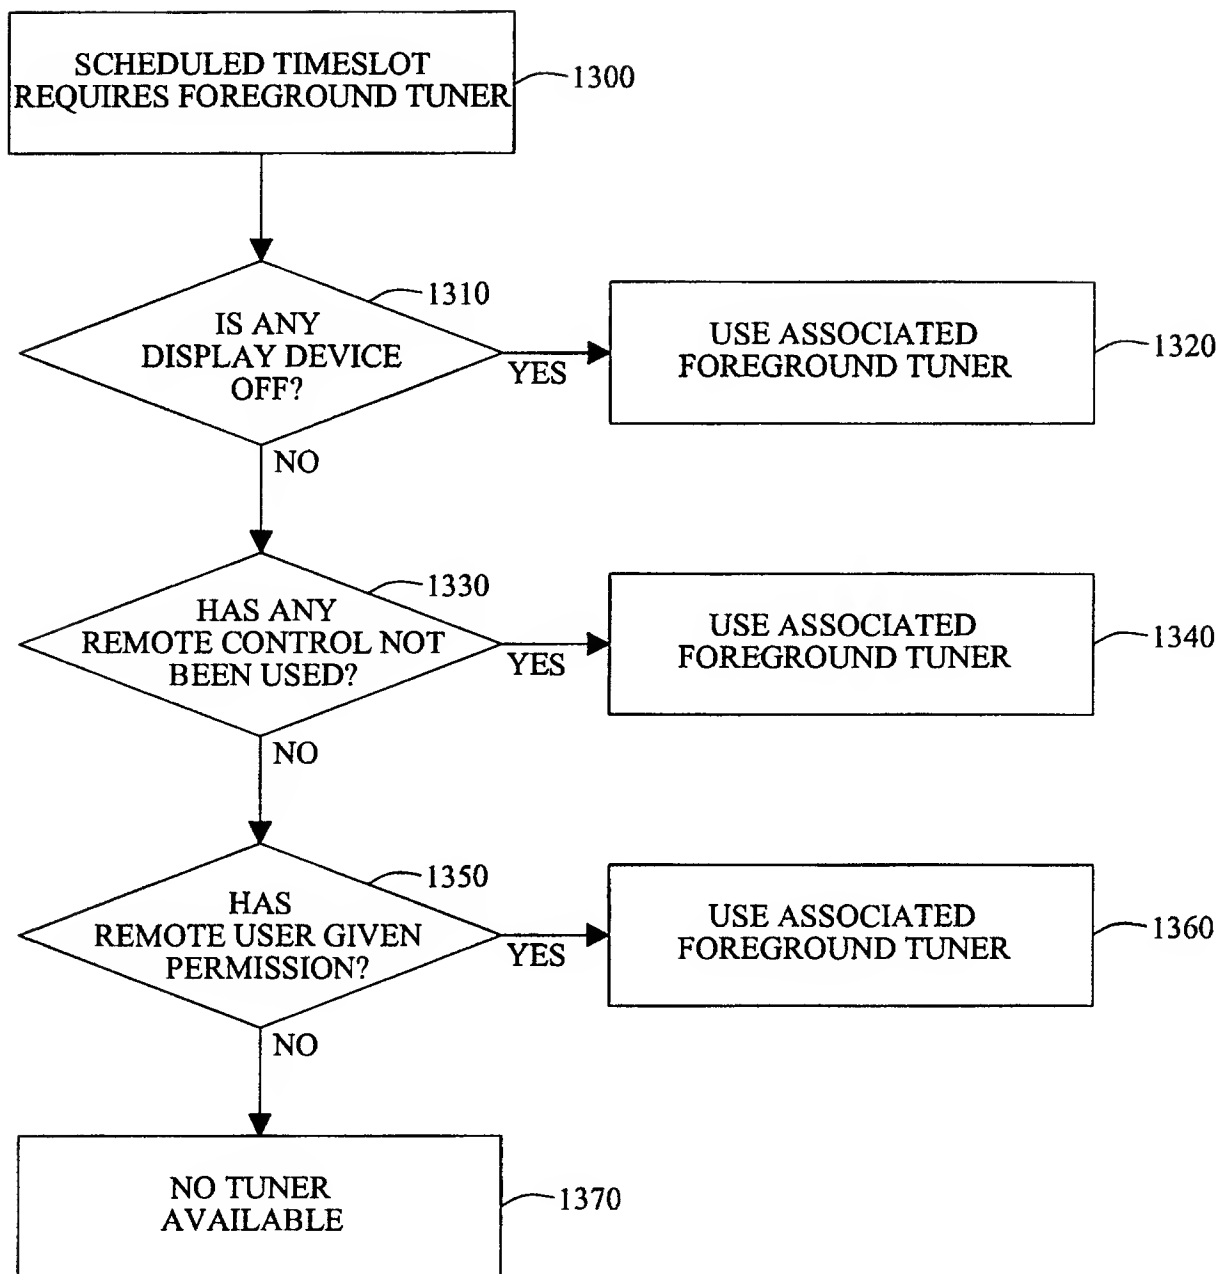 SCHEDULED TIMESLOT
REQUIRES FOREGROUND TUNER
1300
1310
IS ANY
DISPLAY DEVICE
OFF?
YES
USE ASSOCIATED
FOREGROUND TUNER
1320
NO
1330
HAS ANY
REMOTE CONTROL NOT
BEEN USED?
YES
USE ASSOCIATED
FOREGROUND TUNER
1340
NO
1350
HAS
REMOTE USER GIVEN
PERMISSION?
YES
USE ASSOCIATED
FOREGROUND TUNER
1360
NO
NO TUNER
AVAILABLE
1370